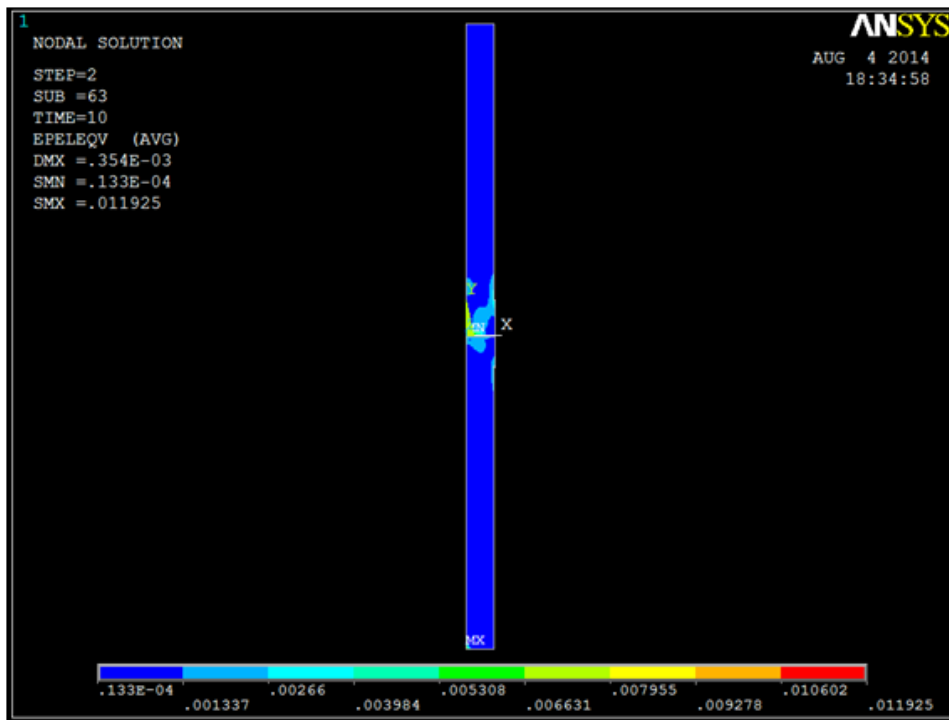 1
ANSYS
NODAL SOLUTION
AUG 4 2014
18:34:58
STEP=2
SUB =63
TIME=10
EPELEQV (AVG)
DMX =.354E-03
SMN =.133E-04
SMX =.011925
Y
MN
X
MX
.133E-04 .00266 .005308 .007955 .010602
.001337 .003984 .006631 .009278 .011925